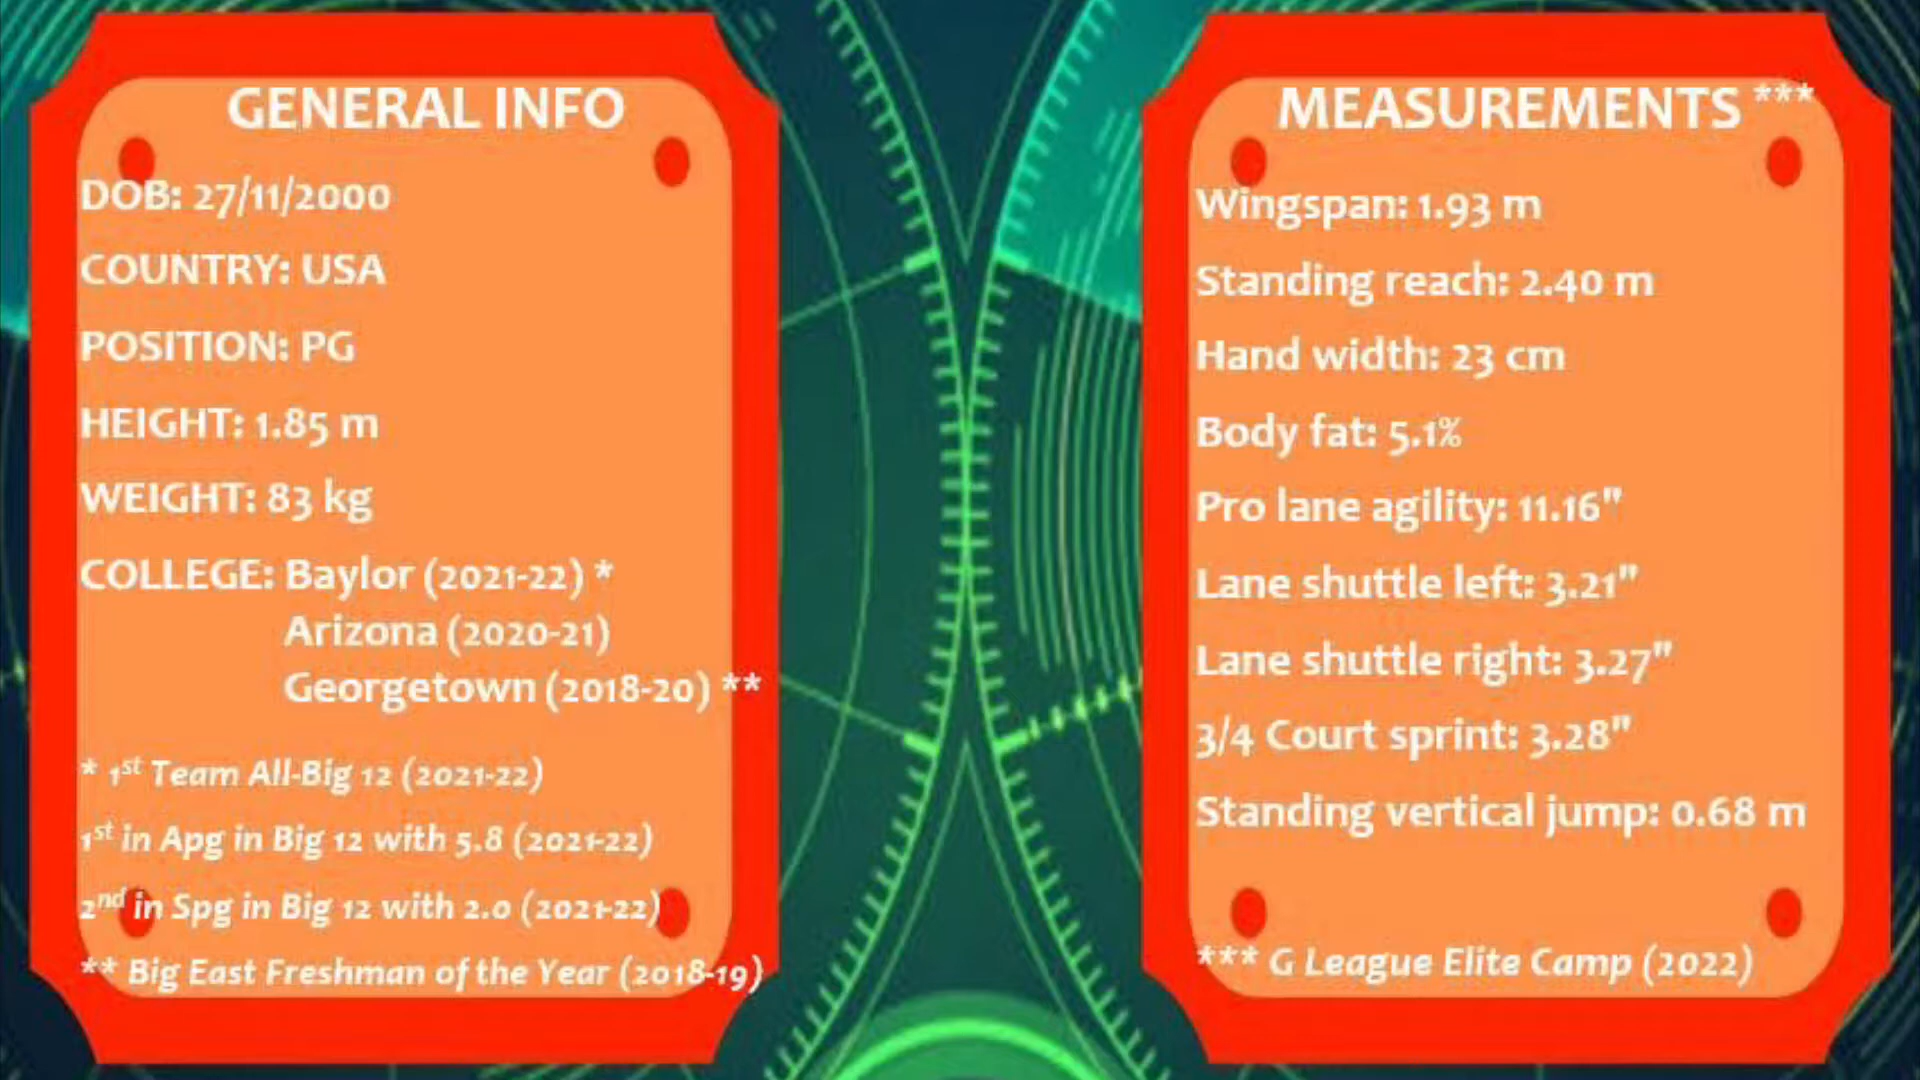 GENERAL INFO
DOB: 27/11/2000
COUNTRY: USA
POSITION: PG
HEIGHT: 1.85 m
WEIGHT: 83 kg
COLLEGE: Baylor (2021-22) *
Arizona (2020-21)
Georgetown (2018-20) **
* 1st Team All-Big 12 (2021-22)
1st in Apg in Big 12 with 5.8 (2021-22)
2nd in Spg in Big 12 with 2.0 (2021-22)
** Big East Freshman of the Year (2018-19)
MEASUREMENTS ***
Wingspan: 1.93 m
Standing reach: 2.40 m
Hand width: 23 cm
Body fat: 5.1%
Pro lane agility: 11.16"
Lane shuttle left: 3.21"
Lane shuttle right: 3.27"
3/4 Court sprint: 3.28"
Standing vertical jump: 0.68 m
*** G League Elite Camp (2022)